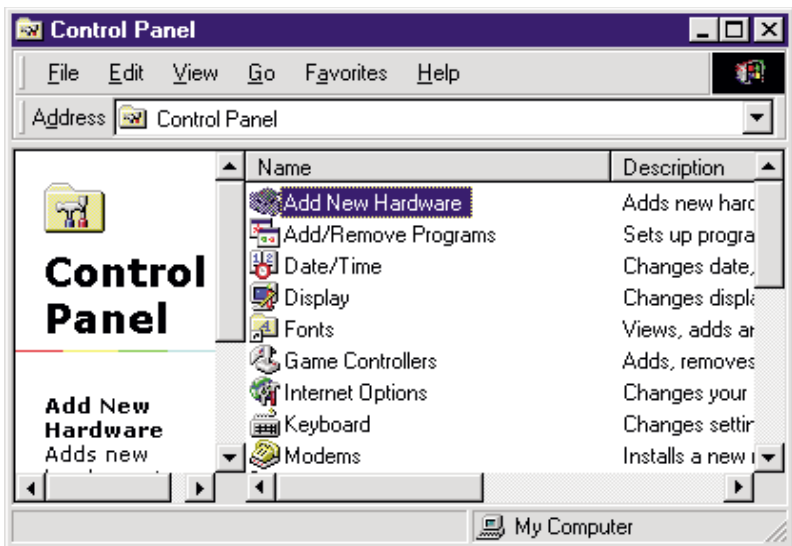 Control Panel
File Edit View Go Favorites Help
Address Control Panel
Control
Panel
Add New
Hardware
Adds new
Name Description
Add New Hardware Adds new hard
Add/Remove Programs Sets up progra
Date/Time Changes date,
Display Changes displa
Fonts Views, adds ar
Game Controllers Adds, removes
Internet Options Changes your
Keyboard Changes settin
Modems Installs a new
My Computer